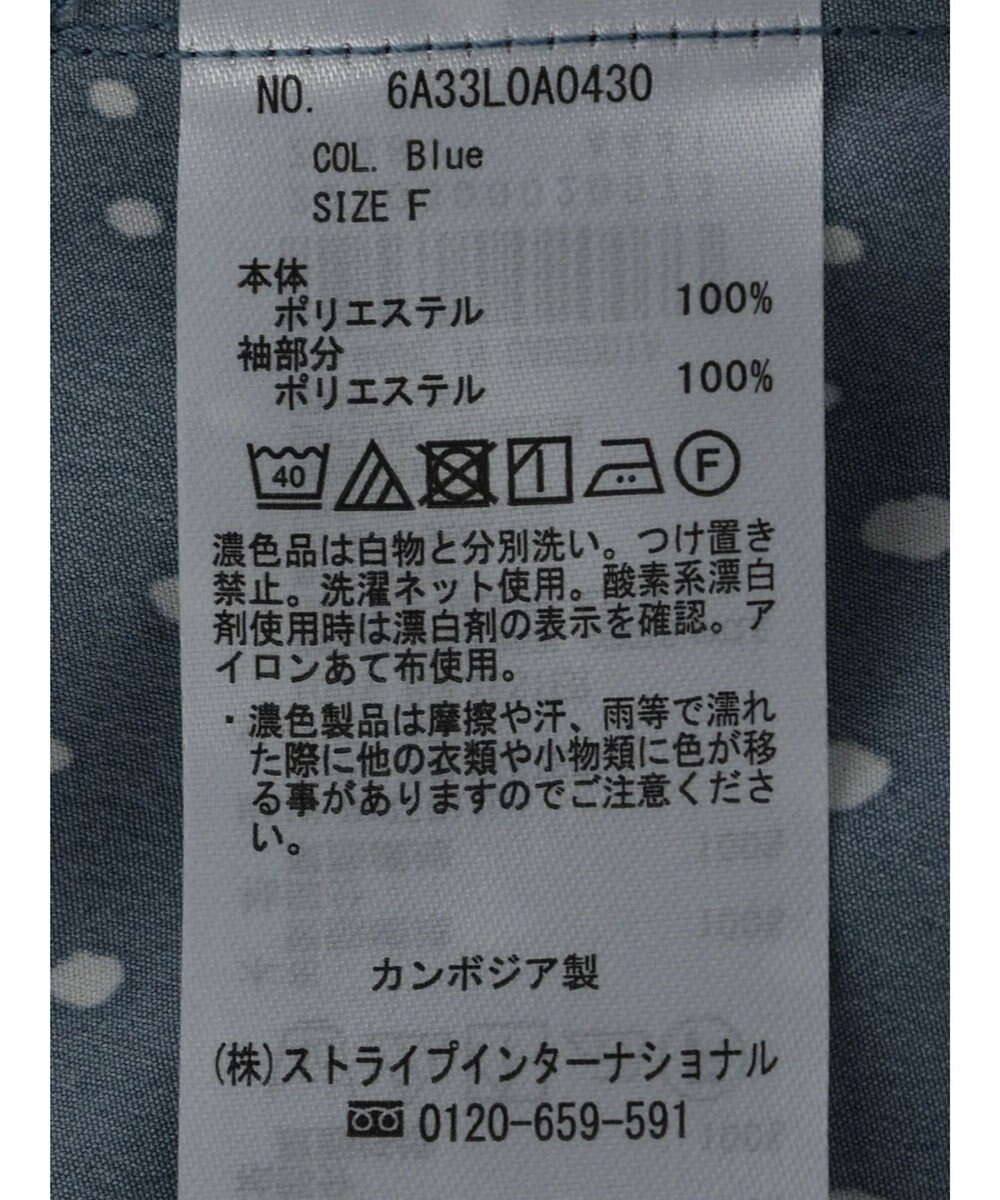 NO. 6A33L0A0430
COL. Blue
SIZE F
本体
ポリエステル 100%
袖部分
ポリエステル 100%
40 F
濃色品は白物と分別洗い。つけ置き
禁止。洗濯ネット使用。酸素系漂白
剤使用時は漂白剤の表示を確認。ア
イロンあて布使用。
・濃色製品は摩擦や汗、雨等で濡れ
た際に他の衣類や小物類に色が移
る事がありますのでご注意くださ
い。
カンボジア製
(株)ストライプインターナショナル
0120-659-591